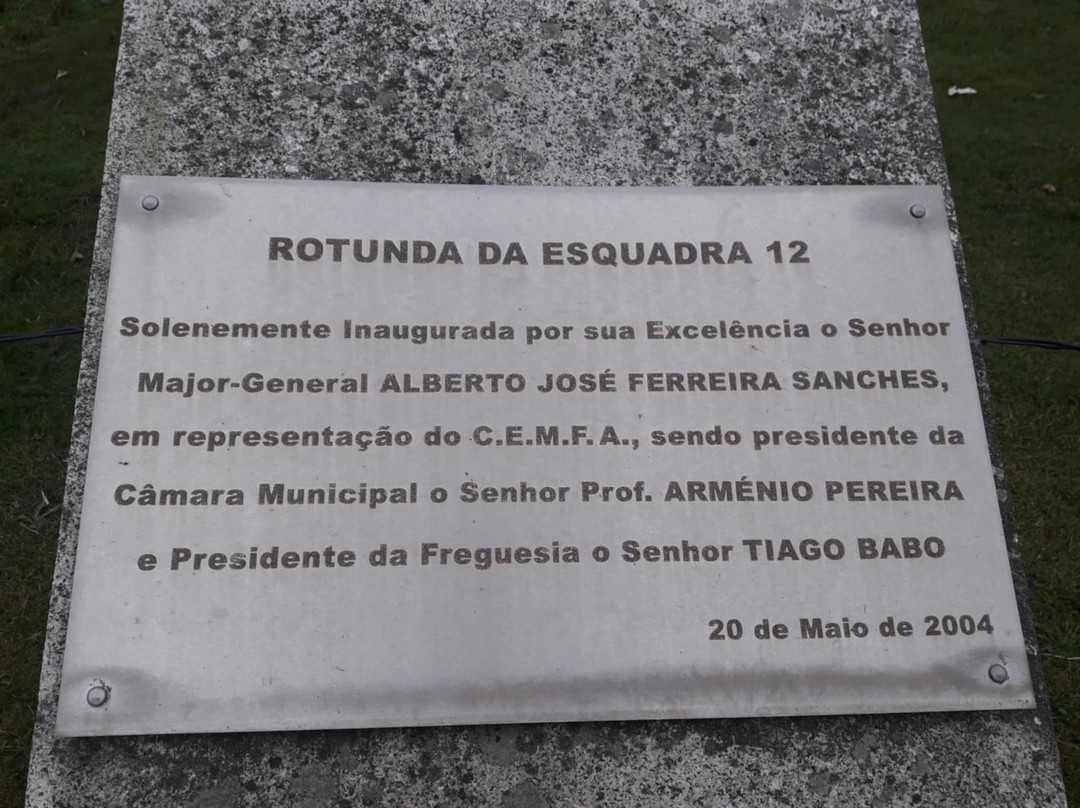 ROTUNDA DA ESQUADRA 12
Solenemente Inaugurada por sua Excelência o Senhor
Major-General ALBERTO JOSÉ FERREIRA SANCHES,
em representação do C.E.M.F.A., sendo presidente da
Câmara Municipal o Senhor Prof. ARMÉNIO PEREIRA
e Presidente da Freguesia o Senhor TIAGO BABO
20 de Maio de 2004